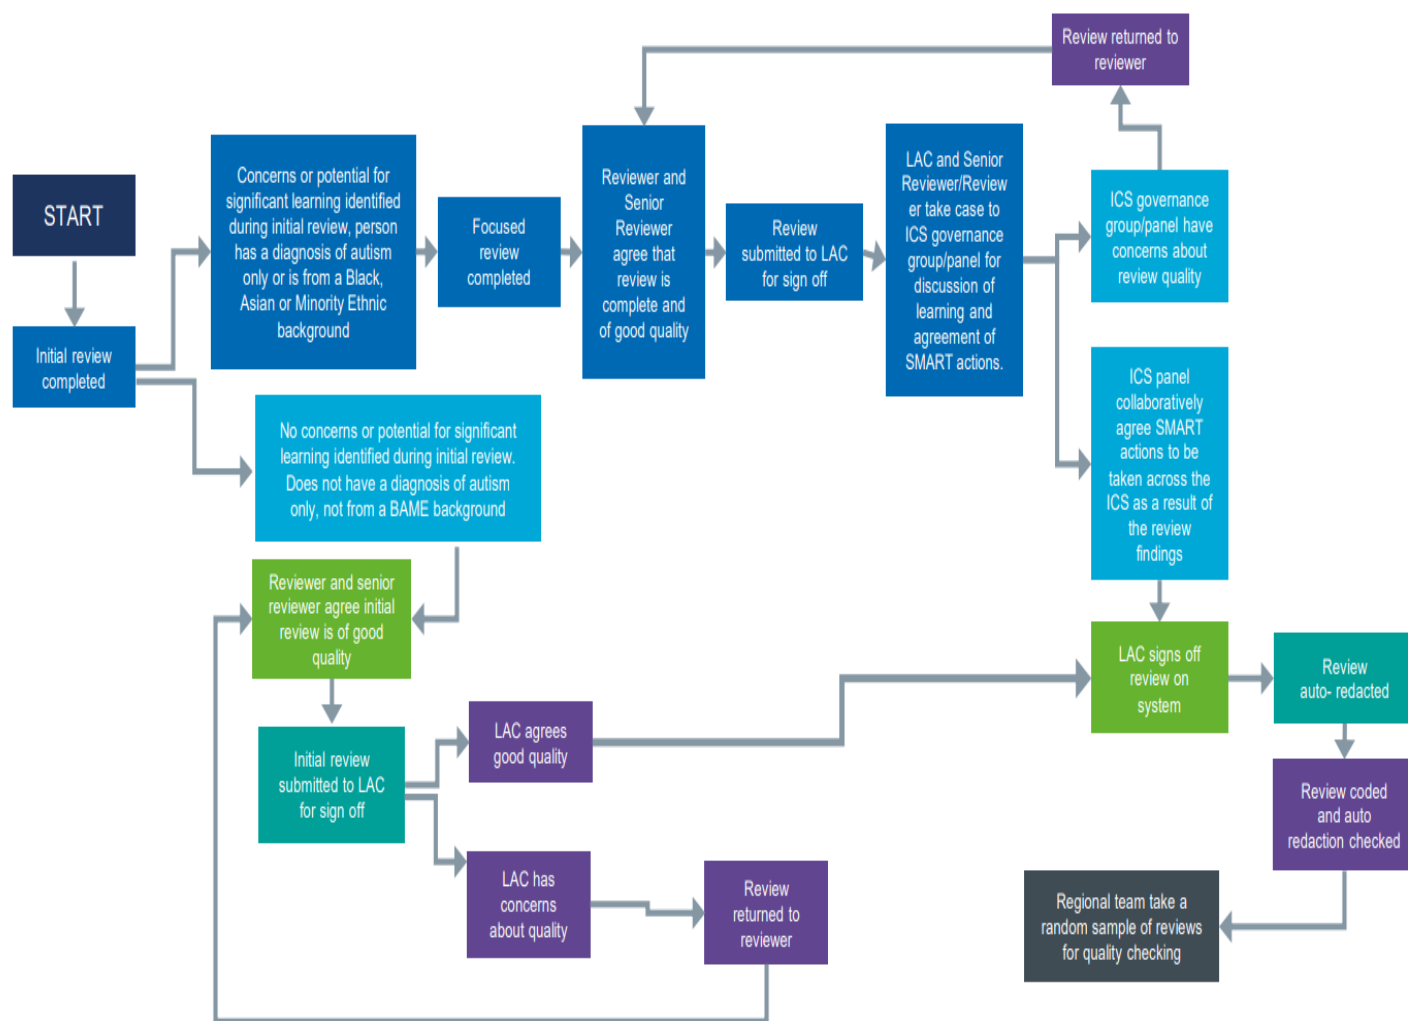 START
Initial review
completed
Concerns or potential for
significant learning identified
during initial review, person
has a diagnosis of autism
only or is from a Black,
Asian or Minority Ethnic
background
Focused
review
completed
Reviewer and
Senior
Reviewer
agree that
review is
complete and
of good quality
Review
submitted to LAC
for sign off
LAC and Senior
Reviewer/Review
er take case to
ICS governance
group/panel for
discussion of
learning and
agreement of
SMART actions.
Review returned to
reviewer
ICS governance
group/panel have
concerns about
review quality
ICS panel
collaboratively
agree SMART
actions to be
taken across the
ICS as a result of
the review
findings
No concerns or potential for significant
learning identified during initial review.
Does not have a diagnosis of autism
only, not from a BAME background
Reviewer and senior
reviewer agree initial
review is of good
quality
Initial review
submitted to LAC
for sign off
LAC agrees
good quality
LAC has
concerns
about quality
Review
returned to
reviewer
LAC signs off
review on
system
Review
auto- redacted
Review coded
and auto
redaction checked
Regional team take a
random sample of reviews
for quality checking